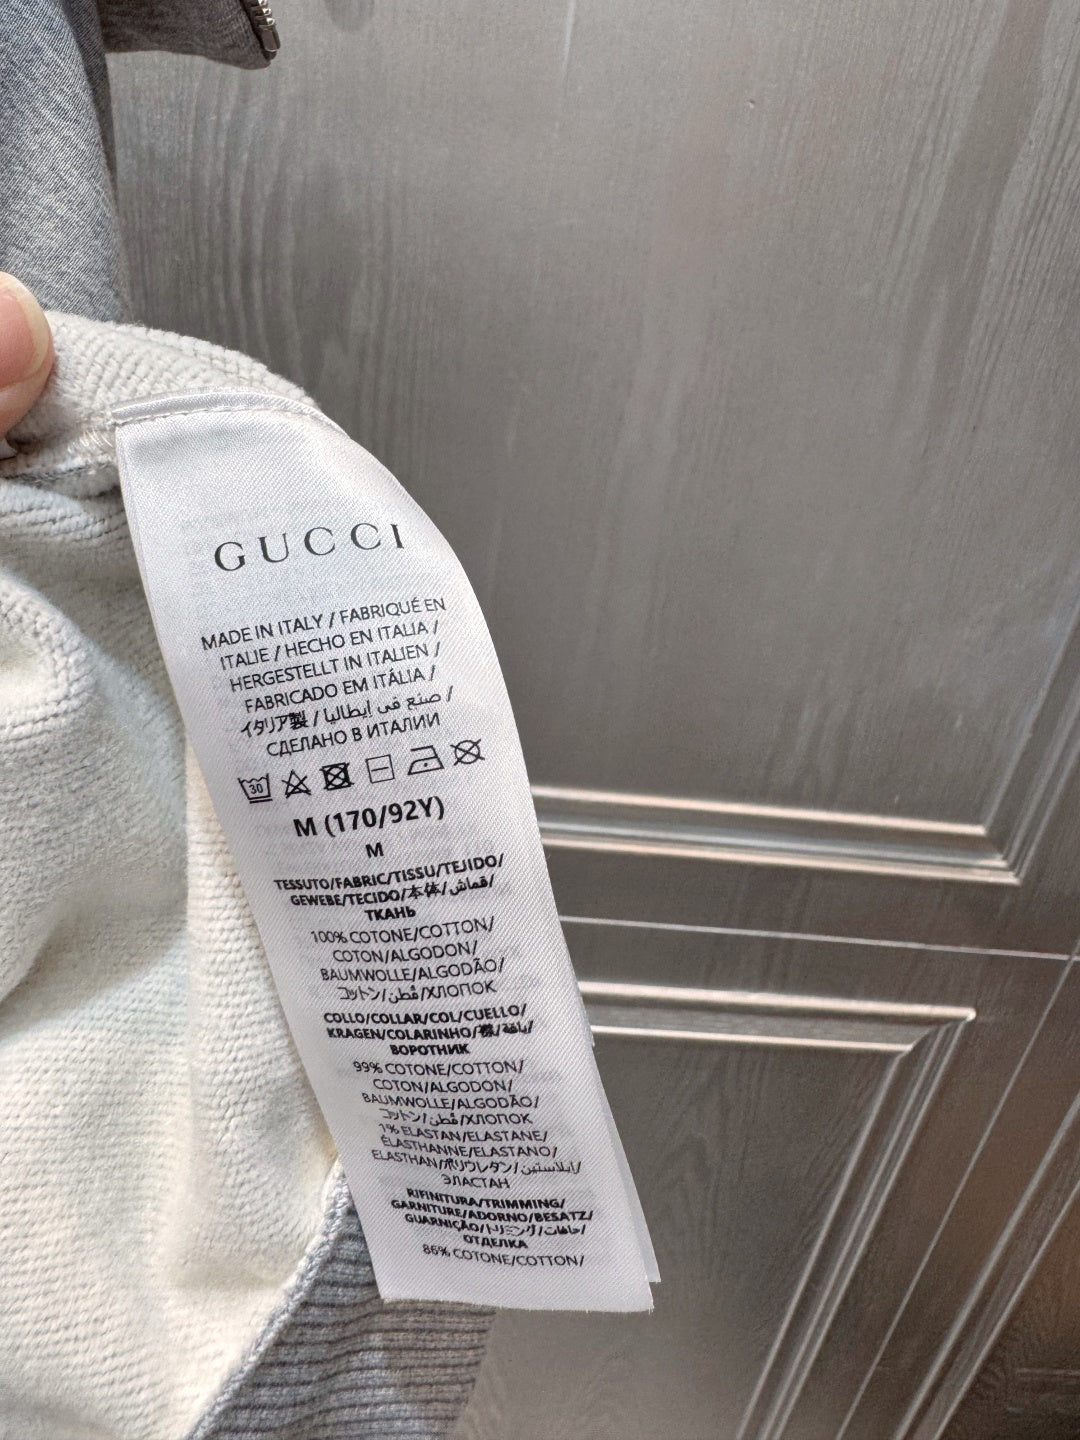 GUCCI
MADE IN ITALY / FABRIQUÉ EN
ITALIE / HECHO EN ITALIA /
HERGESTELLT IN ITALIEN /
FABRICADO EM ITÁLIA /
イタリア製 / صنع في إيطاليا /
СДЕЛАНО В ИТАЛИИ
30
M (170/92Y)
M
TESSUTO/FABRIC/TISSU/TEJIDO/
GEWEBE/TECIDO/本体/قماش/
ТКАНЬ
100% COTONE/COTTON/
COTON/ALGODON/
BAUMWOLLE/ALGODÃO/
コットン/قطن/ХЛОПОК
COLLO/COLLAR/COL/CUELLO/
KRAGEN/COLARINHO/襟/ياقة/
ВОРОТНИК
99% COTONE/COTTON/
COTON/ALGODON/
BAUMWOLLE/ALGODÃO/
コットン/قطن/ХЛОПОК
1% ELASTAN/ELASTANE/
ÉLASTHANNE/ELASTANO/
ELASTHAN/ポリウレタン/إيلاستين/
ЭЛАСТАН
RIFINITURA/TRIMMING/
GARNITURE/ADORNO/BESATZ/
GUARNIÇÃO/トリミング/حافات/
ОТДЕЛКА
86% COTONE/COTTON/